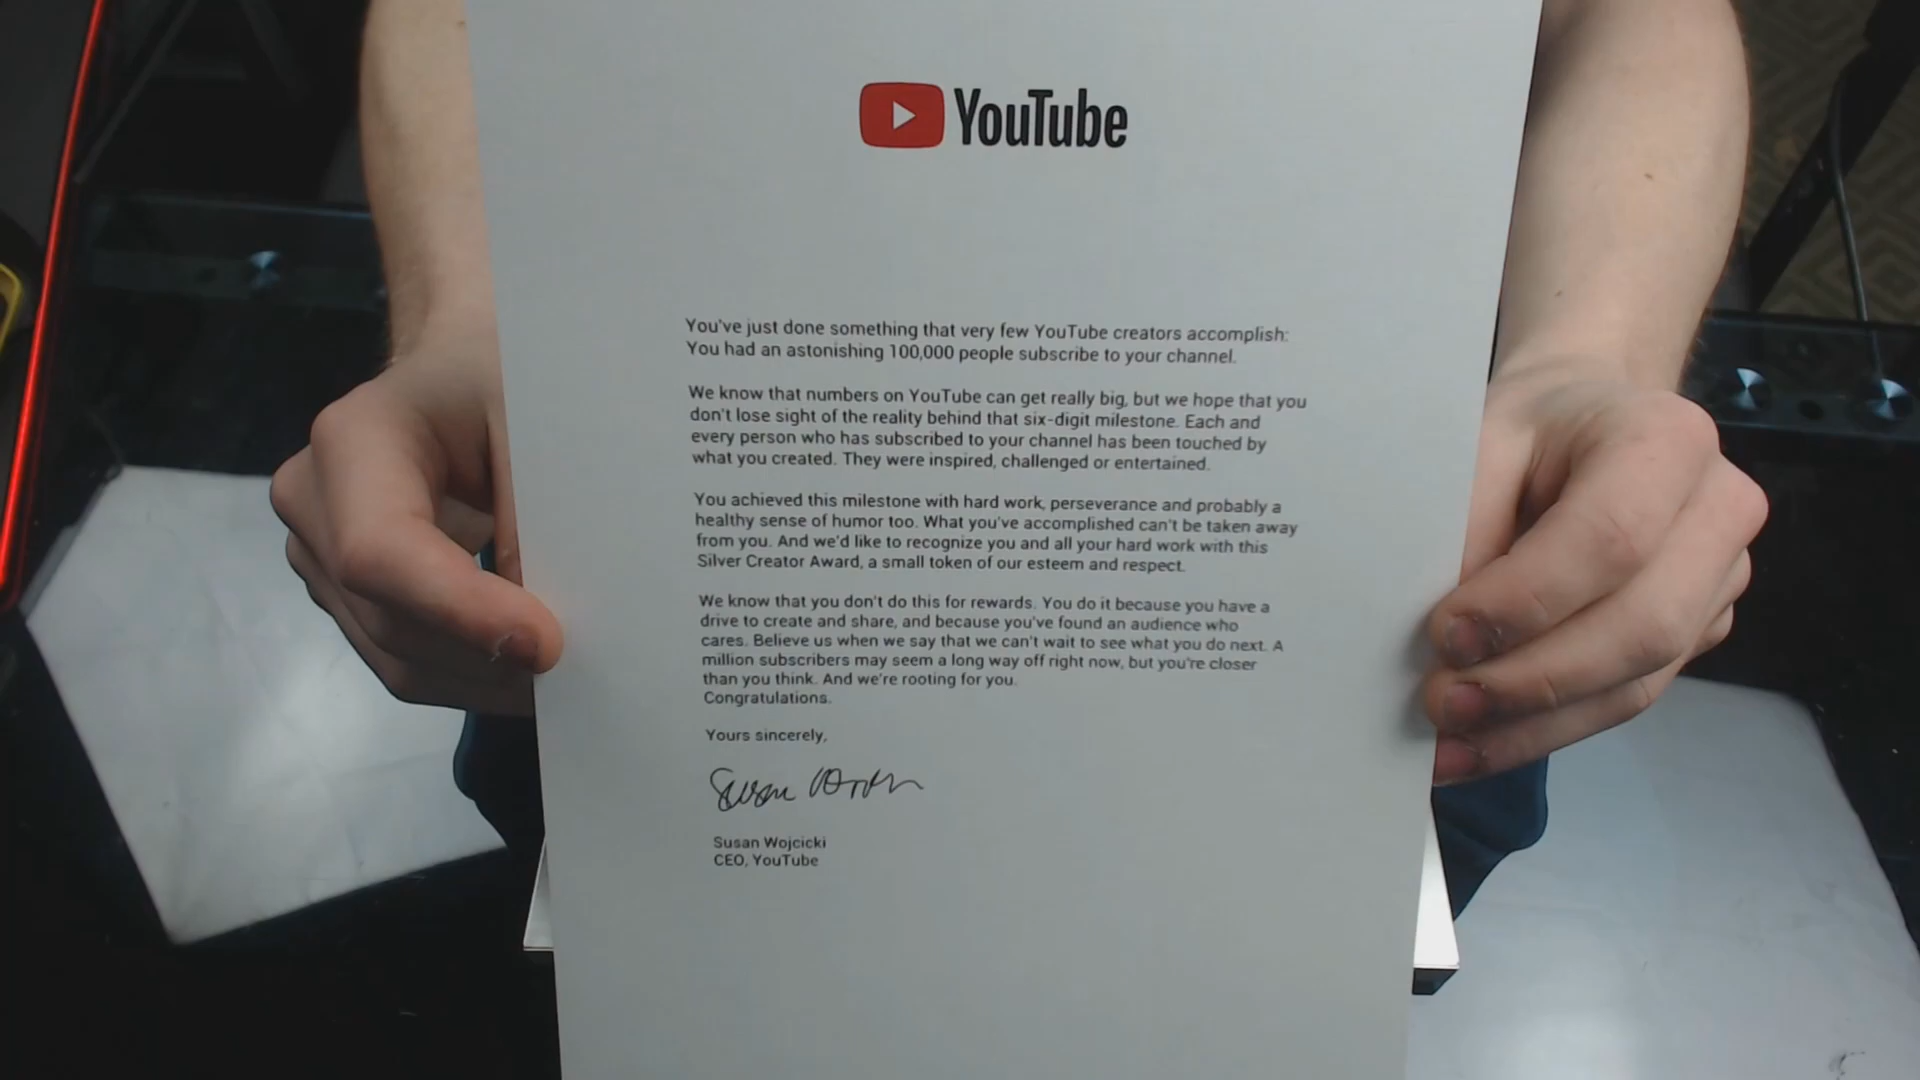 YouTube
You've just done something that very few YouTube creators accomplish:
You had an astonishing 100,000 people subscribe to your channel.
We know that numbers on YouTube can get really big, but we hope that you
don't lose sight of the reality behind that six-digit milestone. Each and
every person who has subscribed to your channel has been touched by
what you created. They were inspired, challenged or entertained.
You achieved this milestone with hard work, perseverance and probably a
healthy sense of humor too. What you've accomplished can't be taken away
from you. And we'd like to recognize you and all your hard work with this
Silver Creator Award, a small token of our esteem and respect.
We know that you don't do this for rewards. You do it because you have a
drive to create and share, and because you've found an audience who
cares. Believe us when we say that we can't wait to see what you do next. A
million subscribers may seem a long way off right now, but you're closer
than you think. And we're rooting for you.
Congratulations.
Yours sincerely,
Susan Wojcicki
CEO, YouTube